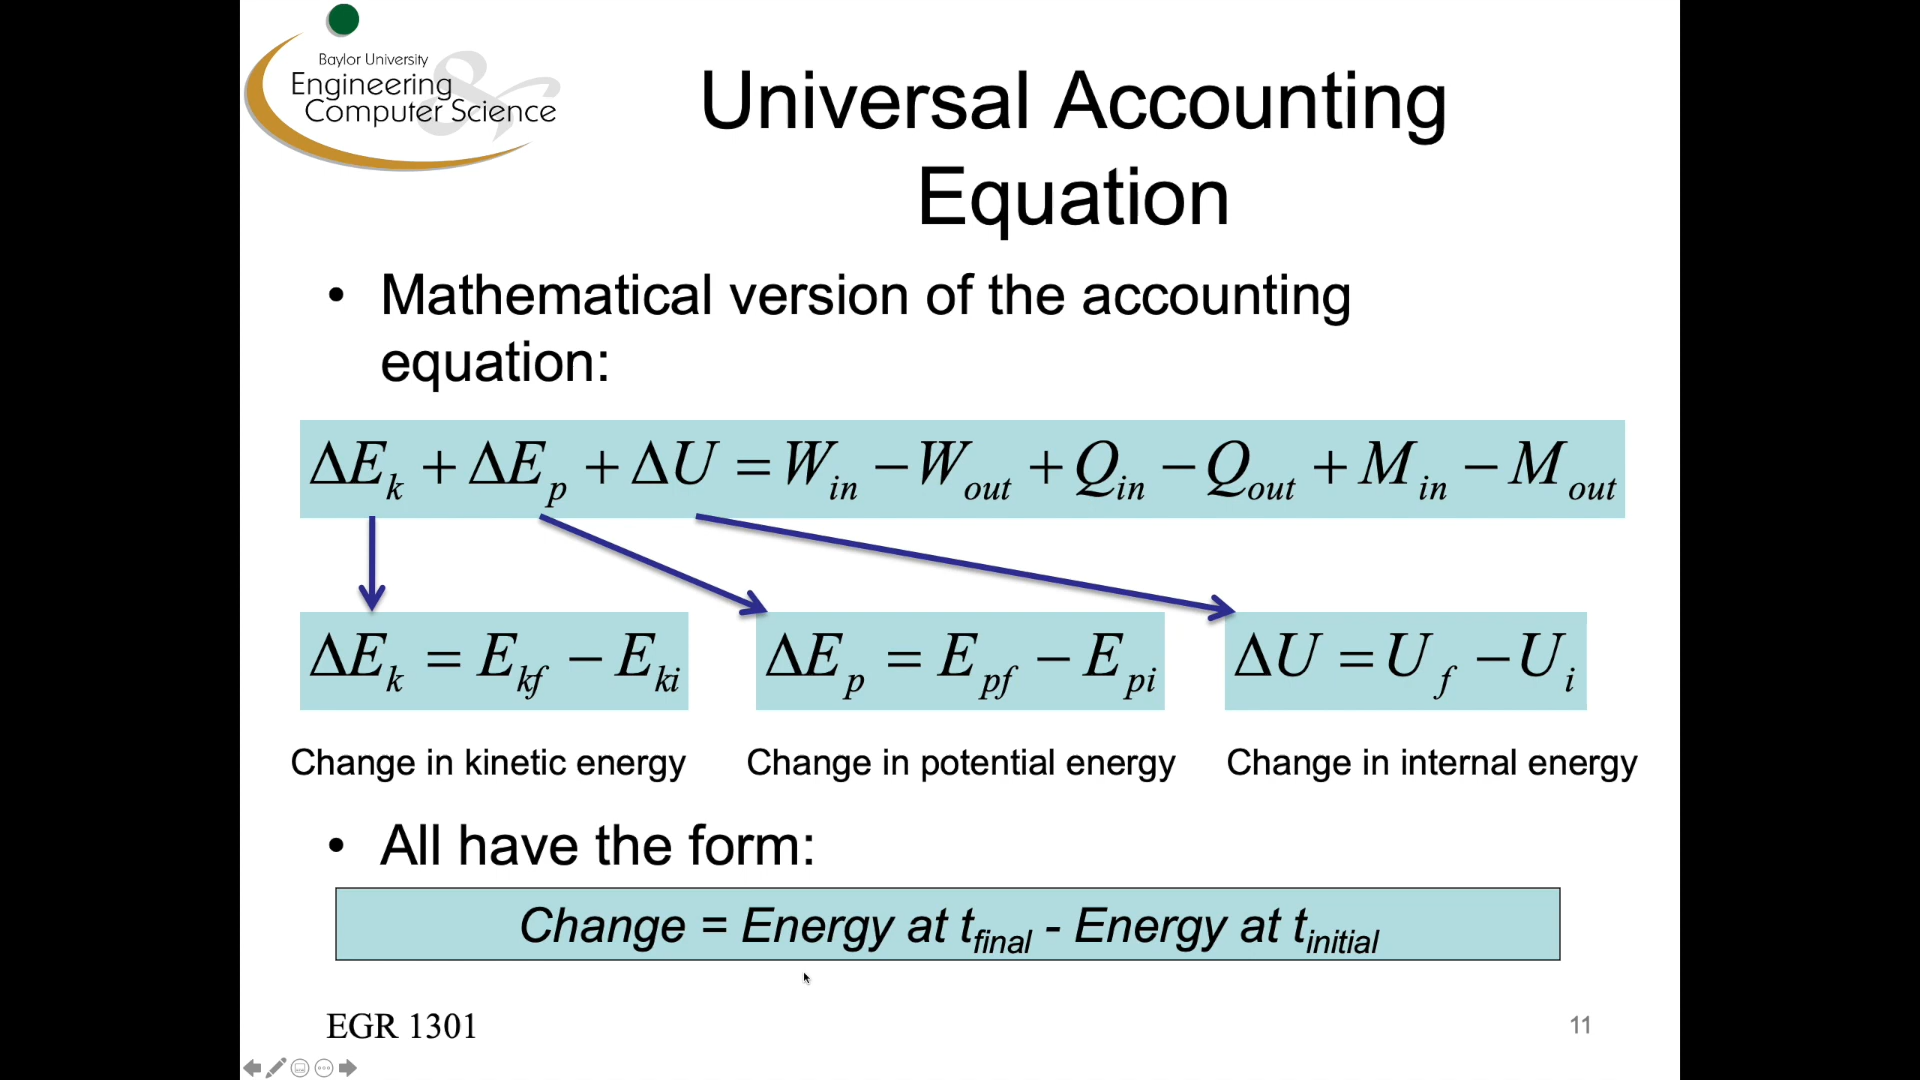 Baylor University
Engineering &
Computer Science
Universal Accounting
Equation
• Mathematical version of the accounting
equation:
ΔE_k + ΔE_p + ΔU = W_in − W_out + Q_in − Q_out + M_in − M_out
ΔE_k = E_kf − E_ki
ΔE_p = E_pf − E_pi
ΔU = U_f − U_i
Change in kinetic energy
Change in potential energy
Change in internal energy
• All have the form:
Change = Energy at t_final - Energy at t_initial
EGR 1301
11